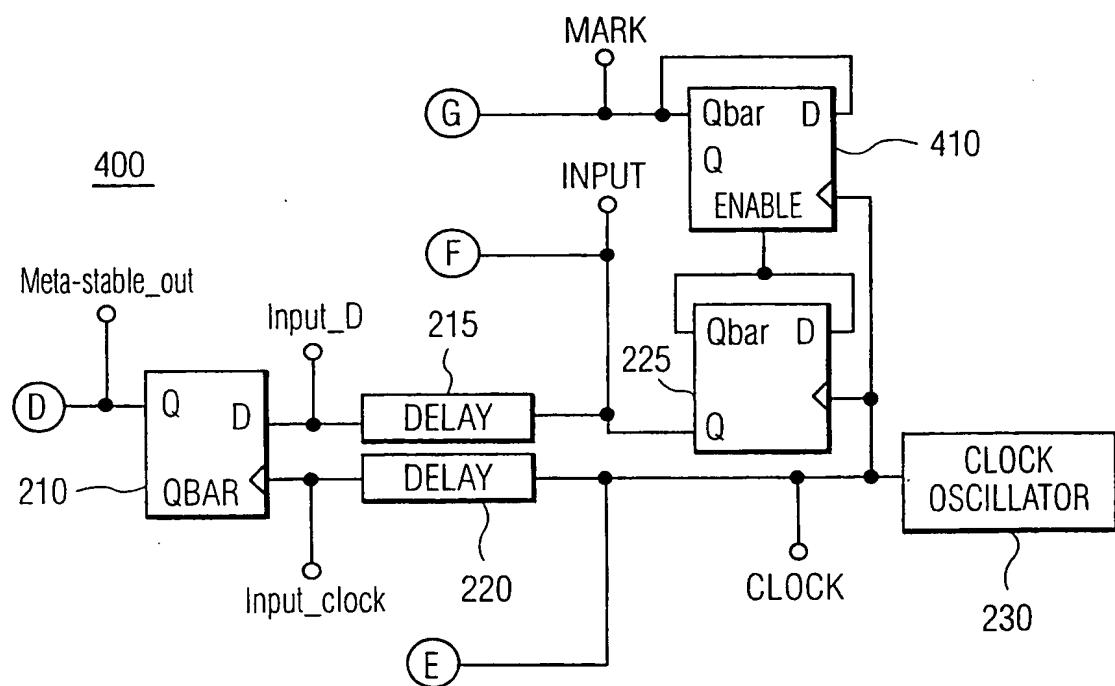 MARK
G
Qbar D
Q
ENABLE
410
400
INPUT
F
Meta-stable_out
Input_D
215
225
Qbar D
Q
D
Q
D
QBAR
210
DELAY
DELAY
220
Input_clock
CLOCK
CLOCK
OSCILLATOR
230
E